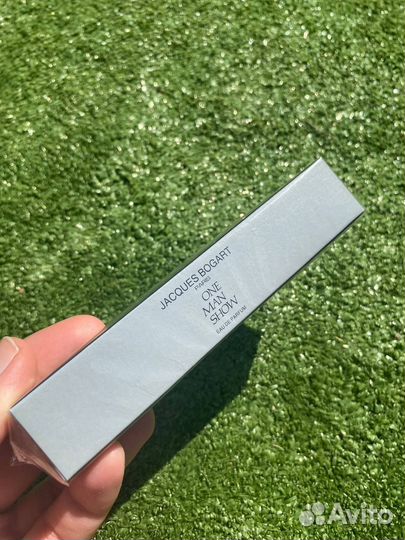 JACQUES BOGART
PARIS
ONE
MAN
SHOW
EAU DE PARFUM
Avito